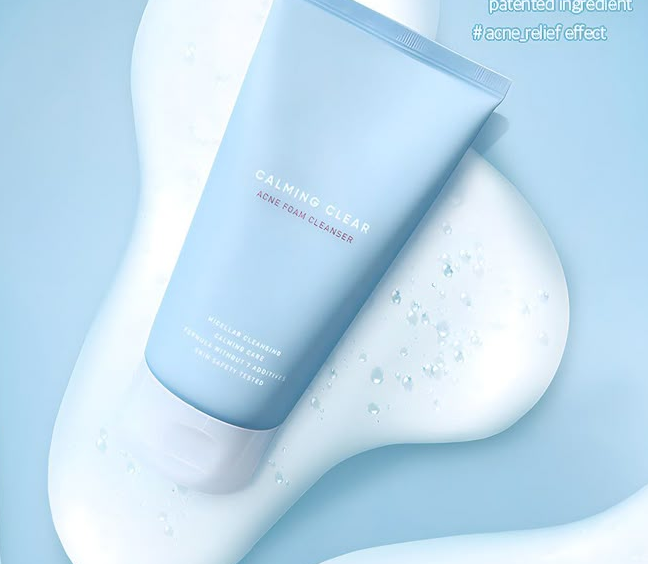 patented ingredient
#acne_relief effect
CALMING CLEAR
ACNE FOAM CLEANSER
MICELLAR CLEANSING
CALMING CARE
FORMULA WITHOUT 7 ADDITIVES
SKIN SAFETY TESTED